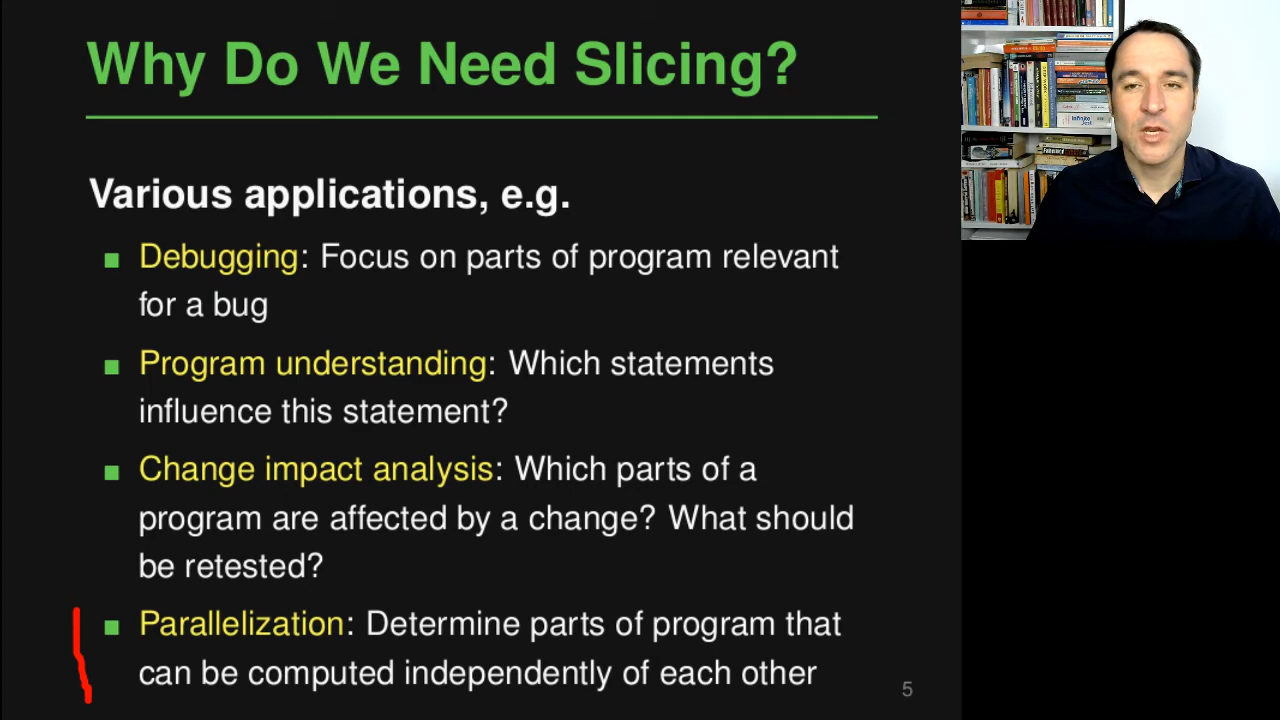 Why Do We Need Slicing?
Various applications, e.g.
Debugging: Focus on parts of program relevant
for a bug
Program understanding: Which statements
influence this statement?
Change impact analysis: Which parts of a
program are affected by a change? What should
be retested?
Parallelization: Determine parts of program that
can be computed independently of each other
5
Infinite
Jest